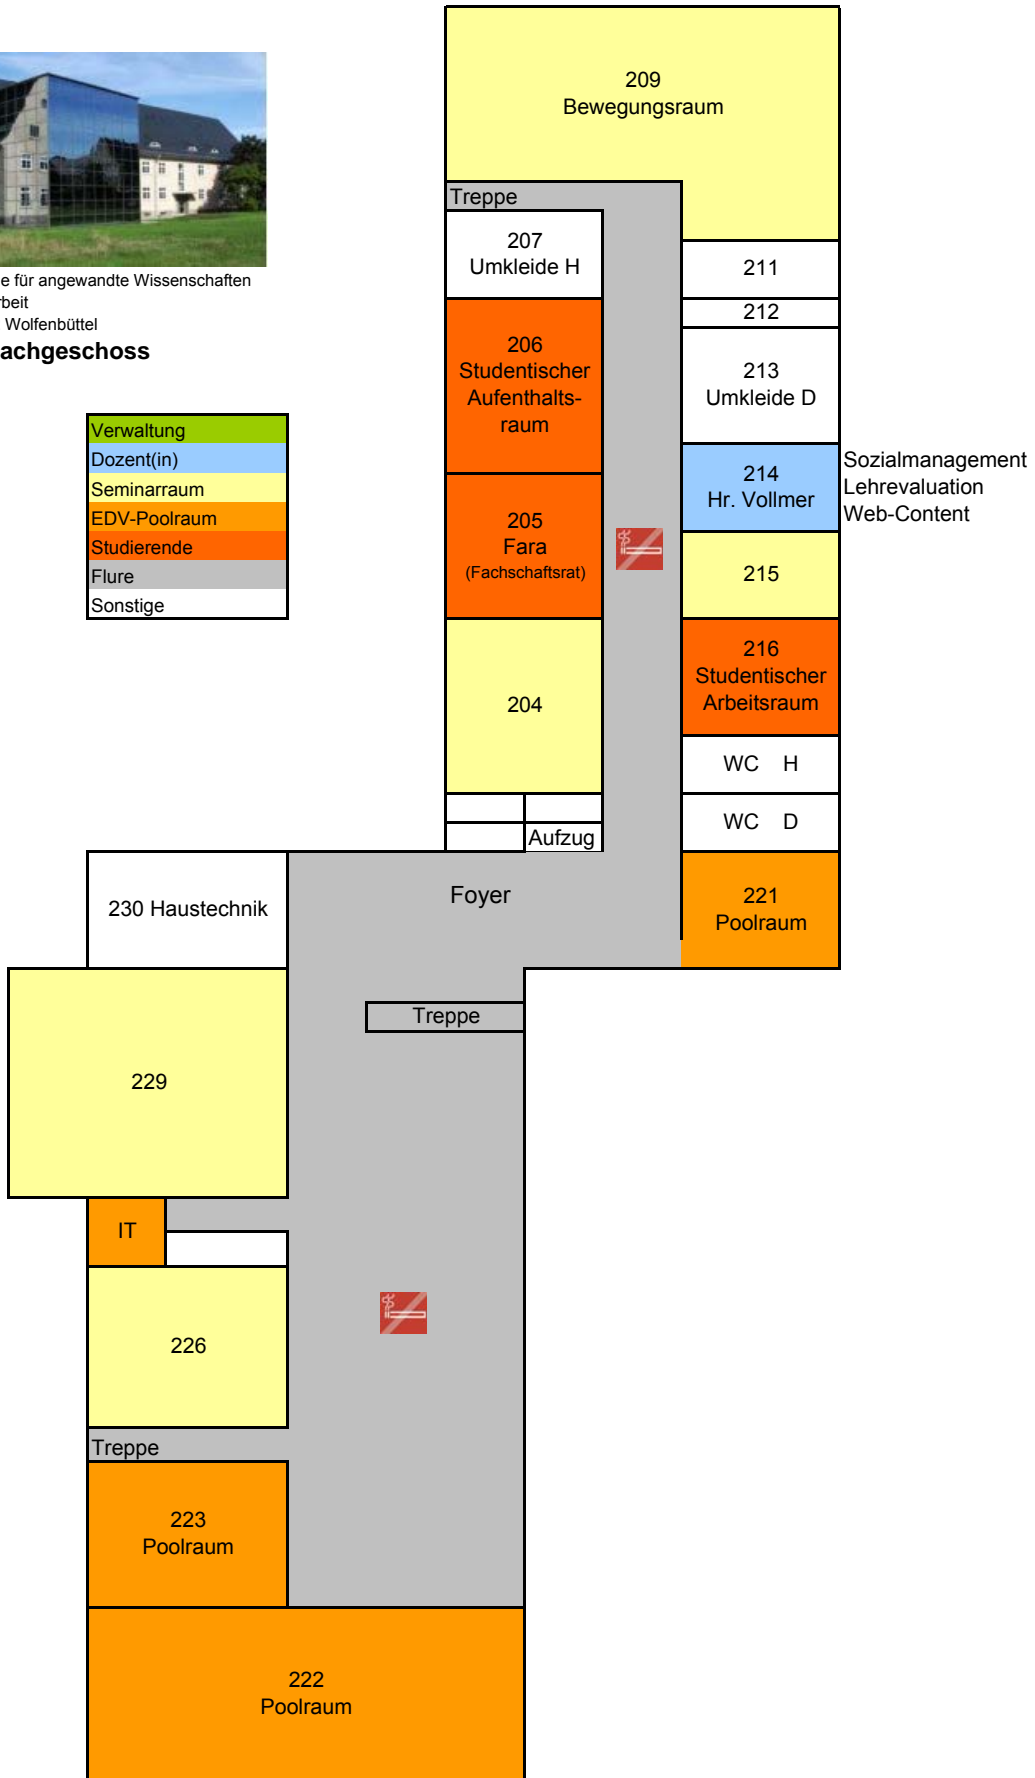 209
Bewegungsraum
Treppe
207
Umkleide H
211
e für angewandte Wissenschaften
rbeit
Wolfenbüttel
achgeschoss
212
206
Studentischer
Aufenthalts-
raum
213
Umkleide D
Verwaltung
Dozent(in)
Seminarraum
EDV-Poolraum
Studierende
Flure
Sonstige
214
Hr. Vollmer
Sozialmanagement
Lehrevaluation
Web-Content
205
Fara
(Fachschaftsrat)
215
204
216
Studentischer
Arbeitsraum
WC H
WC D
Aufzug
230 Haustechnik
Foyer
221
Poolraum
Treppe
229
IT
226
Treppe
223
Poolraum
222
Poolraum